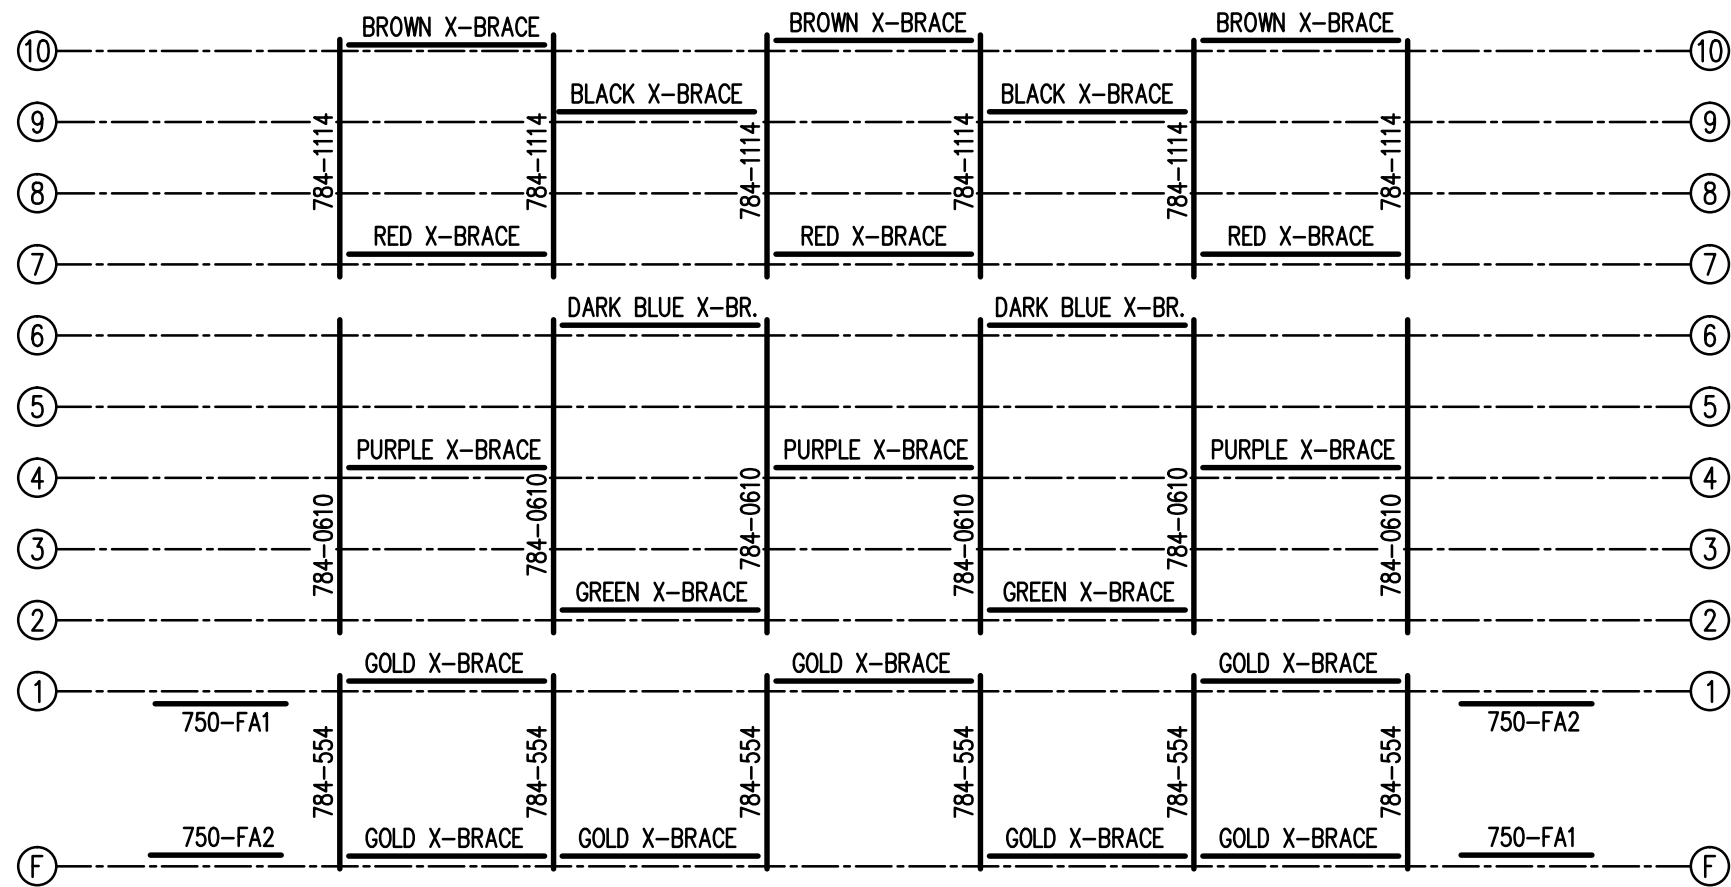 BROWN X-BRACE BROWN X-BRACE BROWN X-BRACE
10 10
BLACK X-BRACE BLACK X-BRACE
9 9
784-1114 784-1114 784-1114 784-1114 784-1114 784-1114
8 8
RED X-BRACE RED X-BRACE RED X-BRACE
7 7
DARK BLUE X-BR. DARK BLUE X-BR.
6 6
5 5
PURPLE X-BRACE PURPLE X-BRACE PURPLE X-BRACE
4 4
784-0610 784-0610 784-0610 784-0610 784-0610 784-0610
3 3
GREEN X-BRACE GREEN X-BRACE
2 2
GOLD X-BRACE GOLD X-BRACE GOLD X-BRACE
1 1
750-FA1 750-FA2
784-554 784-554 784-554 784-554 784-554 784-554
750-FA2 GOLD X-BRACE GOLD X-BRACE GOLD X-BRACE GOLD X-BRACE 750-FA1
F F